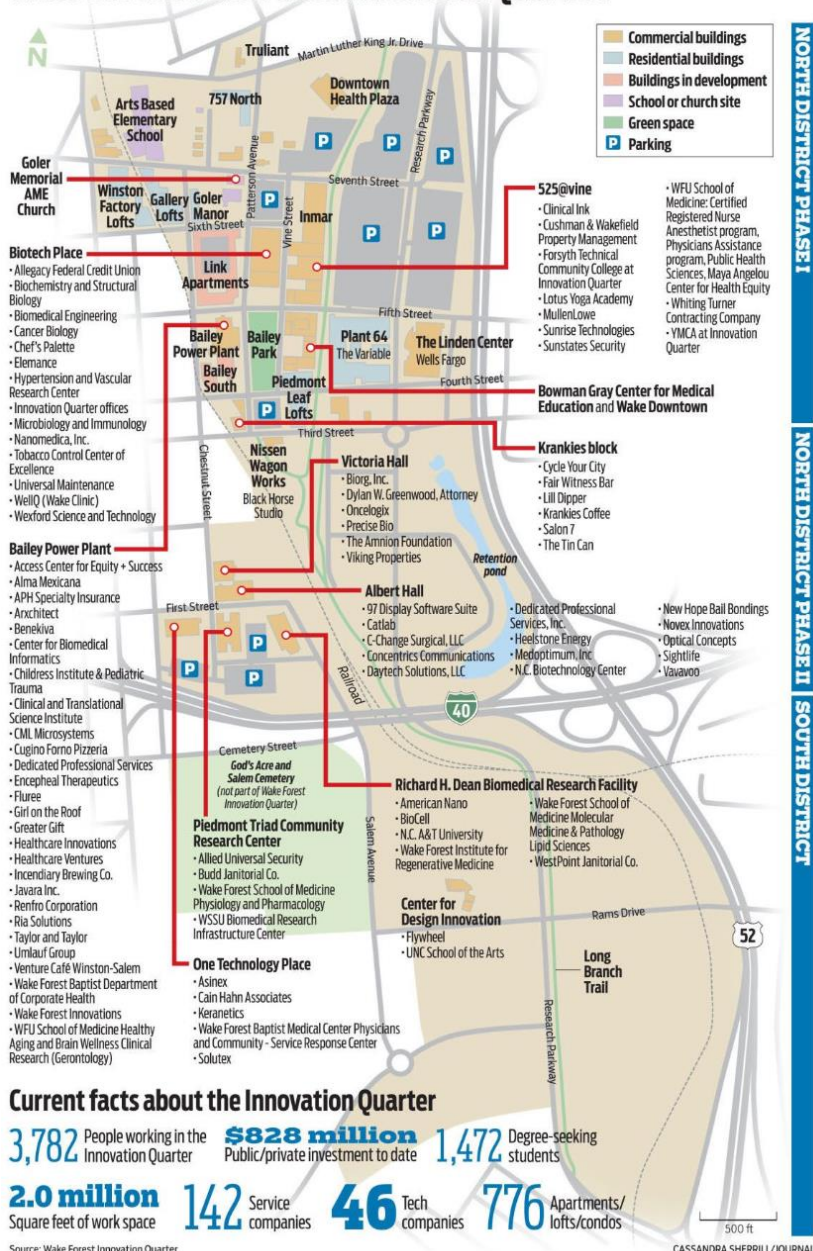 N
Truliant
Martin Luther King Jr. Drive
Commercial buildings
Residential buildings
Buildings in development
School or church site
Green space
P Parking
NORTH DISTRICT PHASE I
NORTH DISTRICT PHASE II
SOUTH DISTRICT
Arts Based
Elementary
School
757 North
Downtown
Health Plaza
Research Parkway
P
P
P
Patterson Avenue
Goler
Memorial
AME
Church
Seventh Street
Winston
Factory
Lofts
Gallery
Lofts
Goler
Manor
P
Vine Street
Inmar
Sixth Street
P
P
525@vine
• Clinical Ink
• Cushman & Wakefield
Property Management
• Forsyth Technical
Community College at
Innovation Quarter
• Lotus Yoga Academy
• MullenLowe
• Sunrise Technologies
• Sunstates Security
• WFU School of
Medicine: Certified
Registered Nurse
Anesthetist program,
Physicians Assistance
program, Public Health
Sciences, Maya Angelou
Center for Health Equity
• Whiting Turner
Contracting Company
• YMCA at Innovation
Quarter
Biotech Place
• Allegacy Federal Credit Union
• Biochemistry and Structural
Biology
• Biomedical Engineering
• Cancer Biology
• Chef's Palette
• Elemance
• Hypertension and Vascular
Research Center
• Innovation Quarter offices
• Microbiology and Immunology
• Nanomedica, Inc.
• Tobacco Control Center of
Excellence
• Universal Maintenance
• WellQ (Wake Clinic)
• Wexford Science and Technology
Link
Apartments
Fifth Street
Bailey
Power Plant
Bailey
South
Bailey
Park
Plant 64
The Variable
The Linden Center
Wells Fargo
Fourth Street
Piedmont
Leaf
Lofts
P
Third Street
Bowman Gray Center for Medical
Education and Wake Downtown
Krankies block
• Cycle Your City
• Fair Witness Bar
• Lill Dipper
• Krankies Coffee
• Salon 7
• The Tin Can
Chestnut Street
Nissen
Wagon
Works
Black Horse
Studio
Victoria Hall
• Biorg, Inc.
• Dylan W. Greenwood, Attorney
• Oncelogix
• Precise Bio
• The Amnion Foundation
• Viking Properties
Retention
pond
Bailey Power Plant
• Access Center for Equity + Success
• Alma Mexicana
• APH Specialty Insurance
• Arxchitect
• Benekiva
• Center for Biomedical
Informatics
• Childress Institute & Pediatric
Trauma
• Clinical and Translational
Science Institute
• CML Microsystems
• Cugino Forno Pizzeria
• Dedicated Professional Services
• Encepheal Therapeutics
• Fluree
• Girl on the Roof
• Greater Gift
• Healthcare Innovations
• Healthcare Ventures
• Incendiary Brewing Co.
• Javara Inc.
• Renfro Corporation
• Ria Solutions
• Taylor and Taylor
• Umlauf Group
• Venture Café Winston-Salem
• Wake Forest Baptist Department
of Corporate Health
• Wake Forest Innovations
• WFU School of Medicine Healthy
Aging and Brain Wellness Clinical
Research (Gerontology)
First Street
P
P
P
Albert Hall
• 97 Display Software Suite
• Catlab
• C-Change Surgical, LLC
• Concentrics Communications
• Daytech Solutions, LLC
• Dedicated Professional
Services, Inc.
• Heelstone Energy
• Medoptimum, Inc
• N.C. Biotechnology Center
• New Hope Bail Bondings
• Novex Innovations
• Optical Concepts
• Sightlife
• Vavavoo
Railroad
40
Cemetery Street
God's Acre and
Salem Cemetery
(not part of Wake Forest
Innovation Quarter)
Salem Avenue
Piedmont Triad Community
Research Center
• Allied Universal Security
• Budd Janitorial Co.
• Wake Forest School of Medicine
Physiology and Pharmacology
• WSSU Biomedical Research
Infrastructure Center
Richard H. Dean Biomedical Research Facility
• American Nano
• BioCell
• N.C. A&T University
• Wake Forest Institute for
Regenerative Medicine
• Wake Forest School of
Medicine Molecular
Medicine & Pathology
Lipid Sciences
• WestPoint Janitorial Co.
Center for
Design Innovation
• Flywheel
• UNC School of the Arts
Rams Drive
52
Long
Branch
Trail
Research Parkway
One Technology Place
• Asinex
• Cain Hahn Associates
• Keranetics
• Wake Forest Baptist Medical Center Physicians
and Community - Service Response Center
• Solutex
Current facts about the Innovation Quarter
3,782 People working in the
Innovation Quarter
$828 million
Public/private investment to date
1,472 Degree-seeking
students
2.0 million
Square feet of work space
142 Service
companies
46 Tech
companies
776 Apartments/
lofts/condos
500 ft
Source: Wake Forest Innovation Quarter
CASSANDRA SHERRILL/JOURNAL